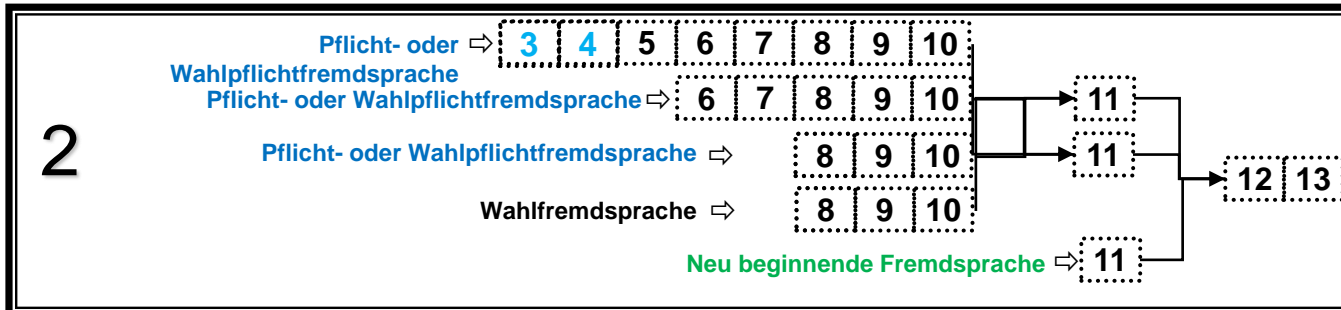 Pflicht- oder ⇨ 3 4 5 6 7 8 9 10
Wahlpflichtfremdsprache
Pflicht- oder Wahlpflichtfremdsprache ⇨ 6 7 8 9 10 11
2
Pflicht- oder Wahlpflichtfremdsprache ⇨ 8 9 10 11
12 13
Wahlfremdsprache ⇨ 8 9 10
Neu beginnende Fremdsprache ⇨ 11